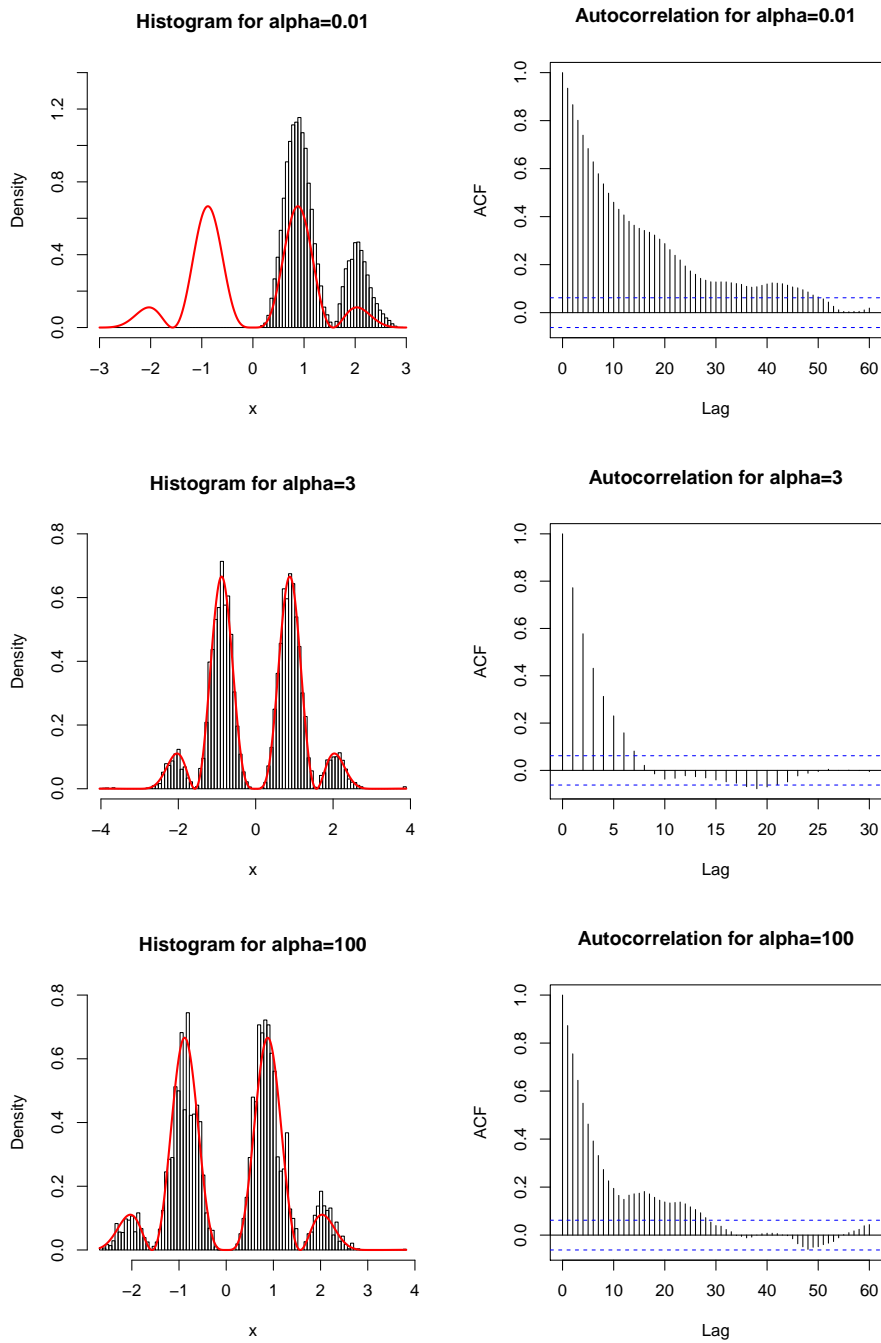 Histogram for alpha=0.01
Density
0.0 0.4 0.8 1.2
−3 −2 −1 0 1 2 3
x
Autocorrelation for alpha=0.01
ACF
0.0 0.2 0.4 0.6 0.8 1.0
0 10 20 30 40 50 60
Lag
Histogram for alpha=3
Density
0.0 0.2 0.4 0.6 0.8
−4 −2 0 2 4
x
Autocorrelation for alpha=3
ACF
0.0 0.2 0.4 0.6 0.8 1.0
0 5 10 15 20 25 30
Lag
Histogram for alpha=100
Density
0.0 0.2 0.4 0.6 0.8
−2 −1 0 1 2 3 4
x
Autocorrelation for alpha=100
ACF
0.0 0.2 0.4 0.6 0.8 1.0
0 10 20 30 40 50 60
Lag